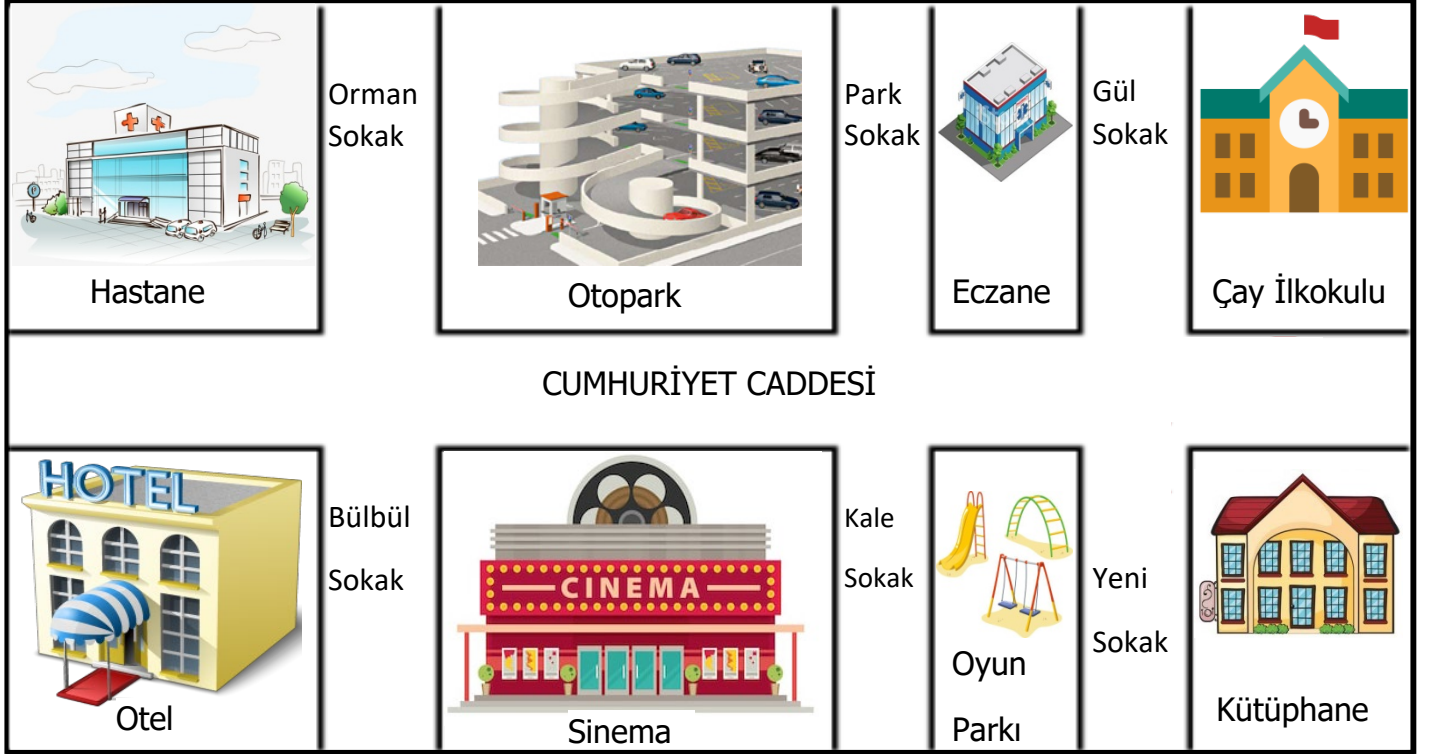 Orman
Sokak
Park
Sokak
Gül
Sokak
Hastane
Otopark
Eczane
Çay İlkokulu
CUMHURİYET CADDESİ
HOTEL
Bülbül
Sokak
CINEMA
Kale
Sokak
Yeni
Sokak
Otel
Sinema
Oyun
Parkı
Kütüphane